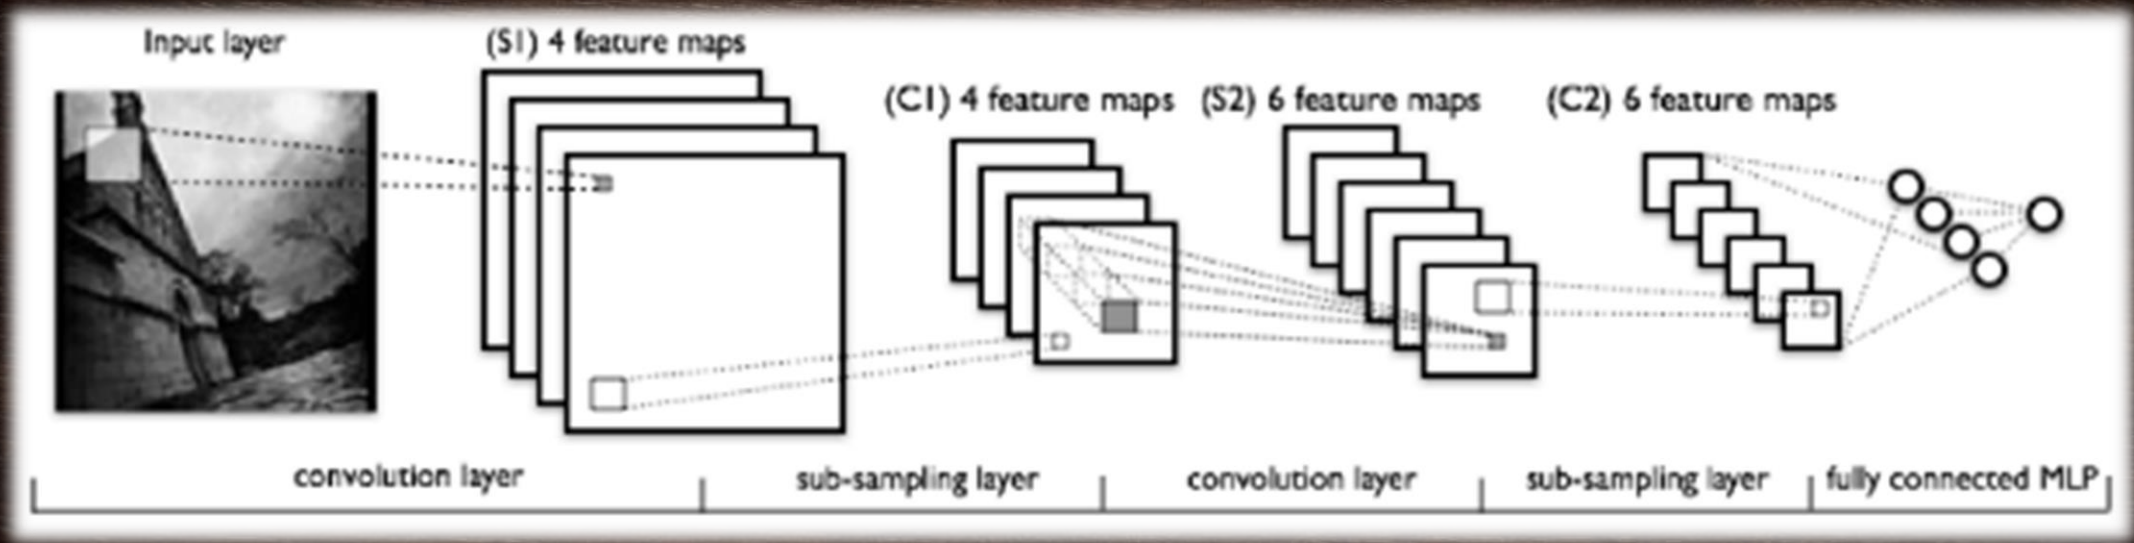 Input layer
(S1) 4 feature maps
(C1) 4 feature maps
(S2) 6 feature maps
(C2) 6 feature maps
convolution layer
sub-sampling layer
convolution layer
sub-sampling layer
fully connected MLP